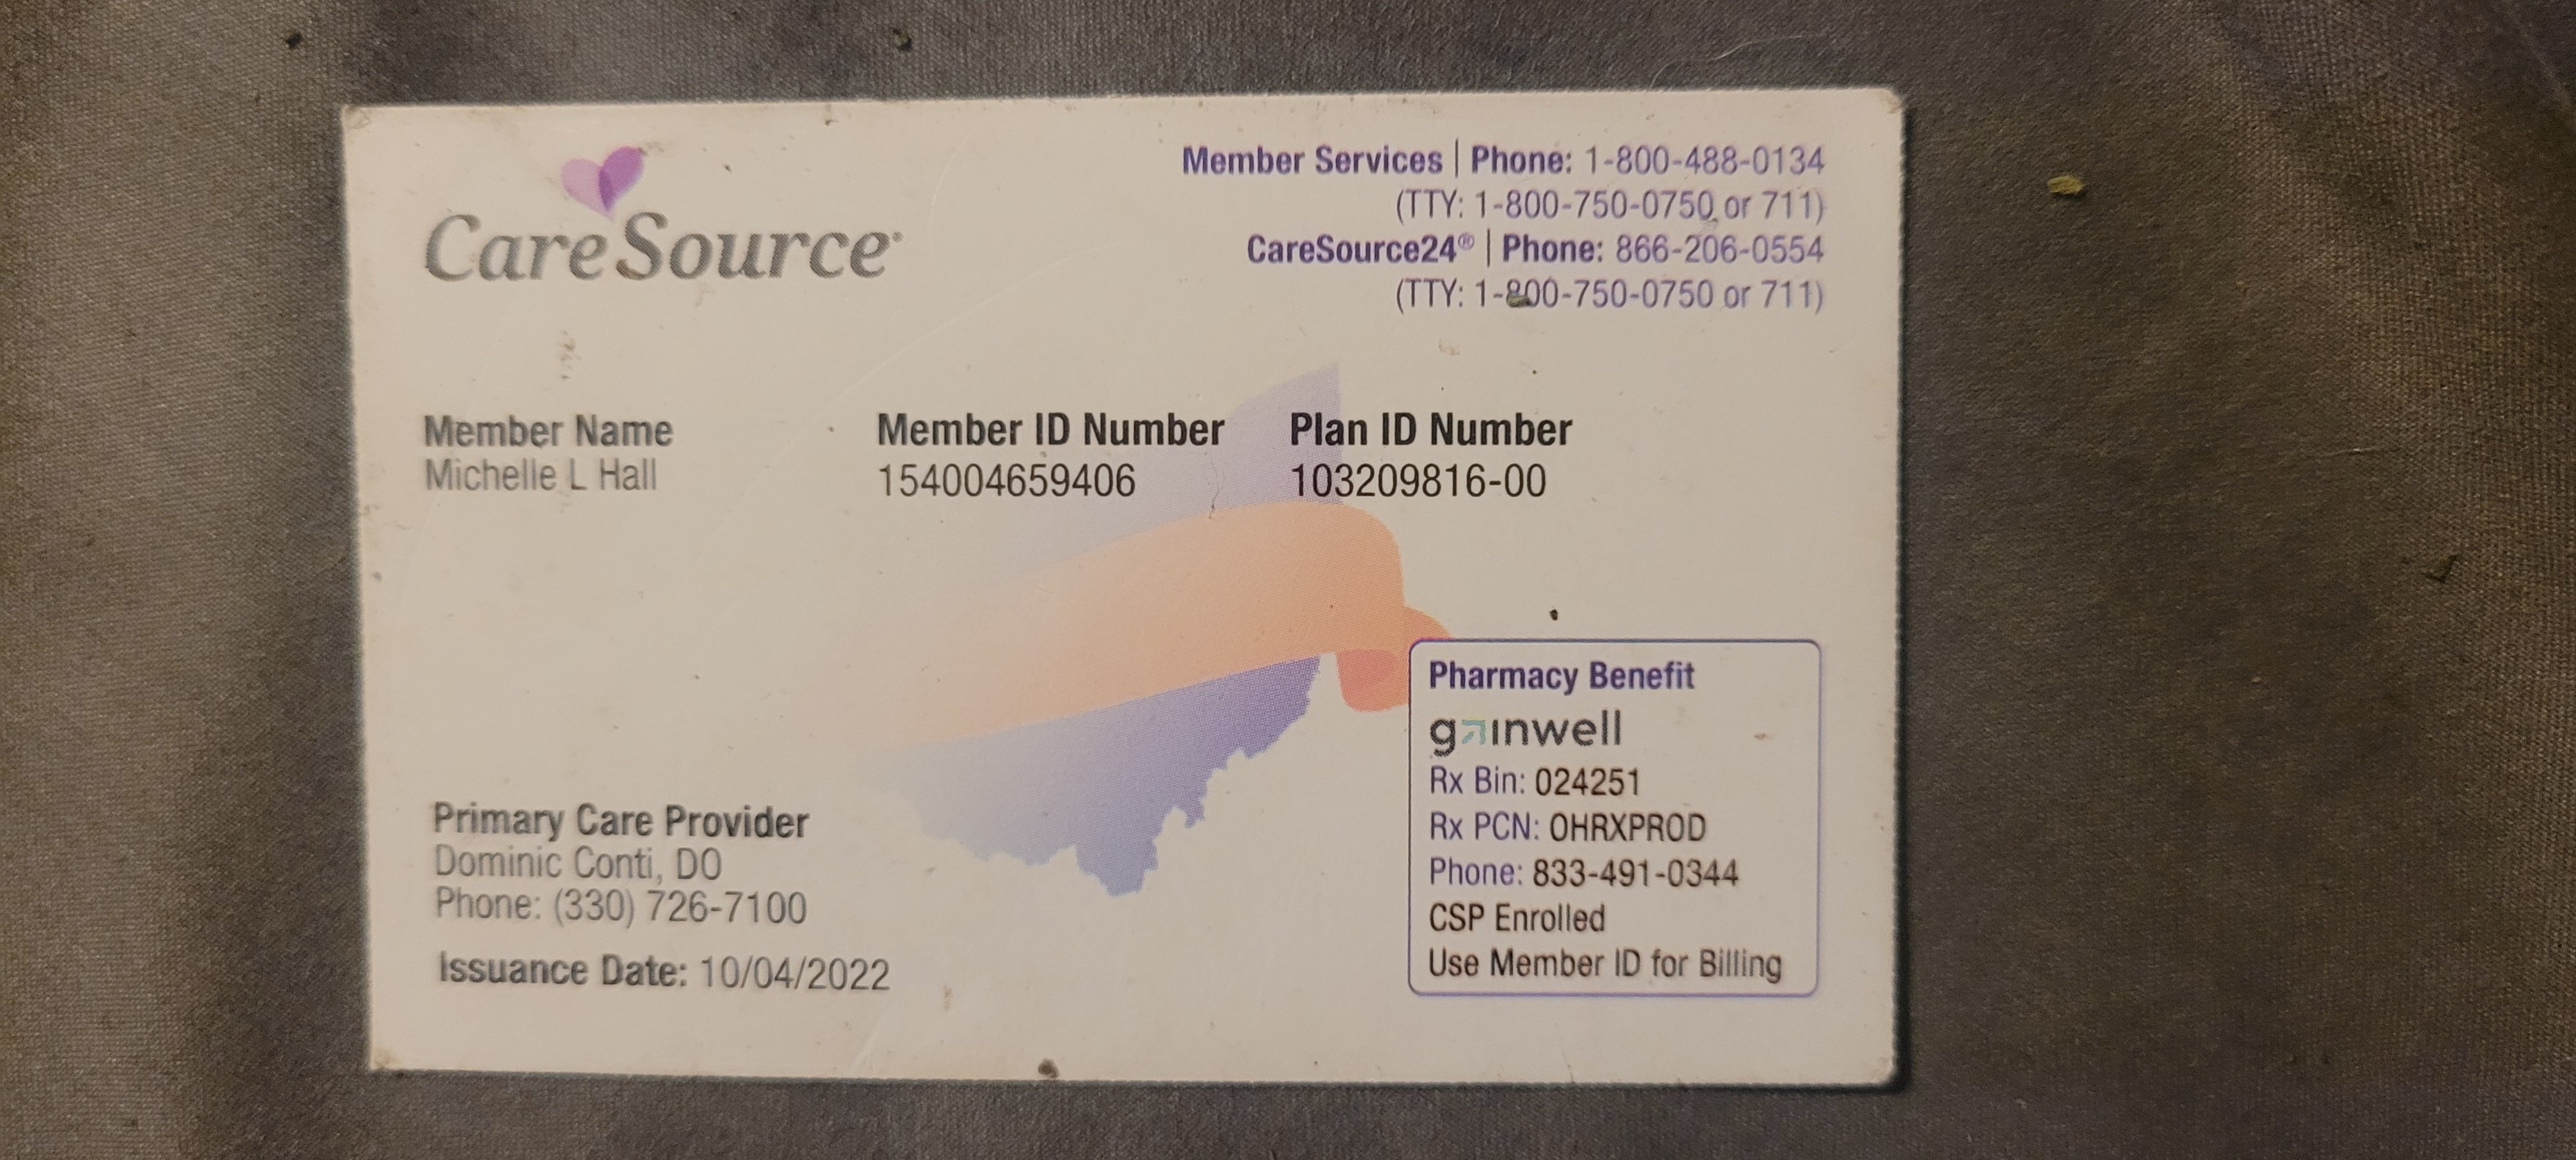 CareSource
Member Services | Phone: 1-800-488-0134
(TTY: 1-800-750-0750 or 711)
CareSource24® | Phone: 866-206-0554
(TTY: 1-800-750-0750 or 711)
Member Name
Michelle L Hall
Member ID Number
154004659406
Plan ID Number
103209816-00
Primary Care Provider
Dominic Conti, DO
Phone: (330) 726-7100
Issuance Date: 10/04/2022
Pharmacy Benefit
gainwell
Rx Bin: 024251
Rx PCN: OHRXPROD
Phone: 833-491-0344
CSP Enrolled
Use Member ID for Billing